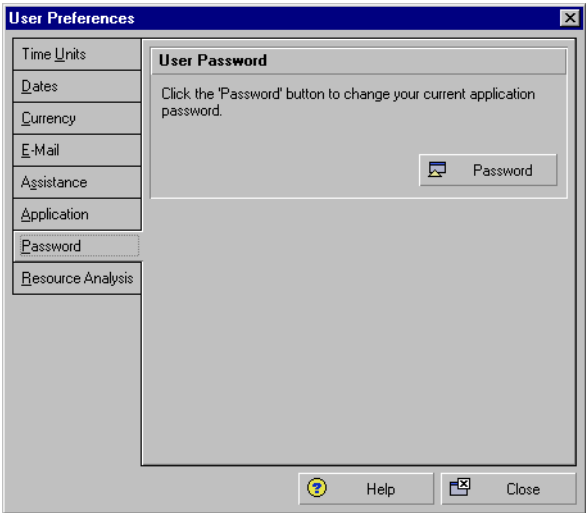 User Preferences
Time Units
Dates
Currency
E-Mail
Assistance
Application
Password
Resource Analysis
User Password
Click the 'Password' button to change your current application
password.
Password
Help
Close